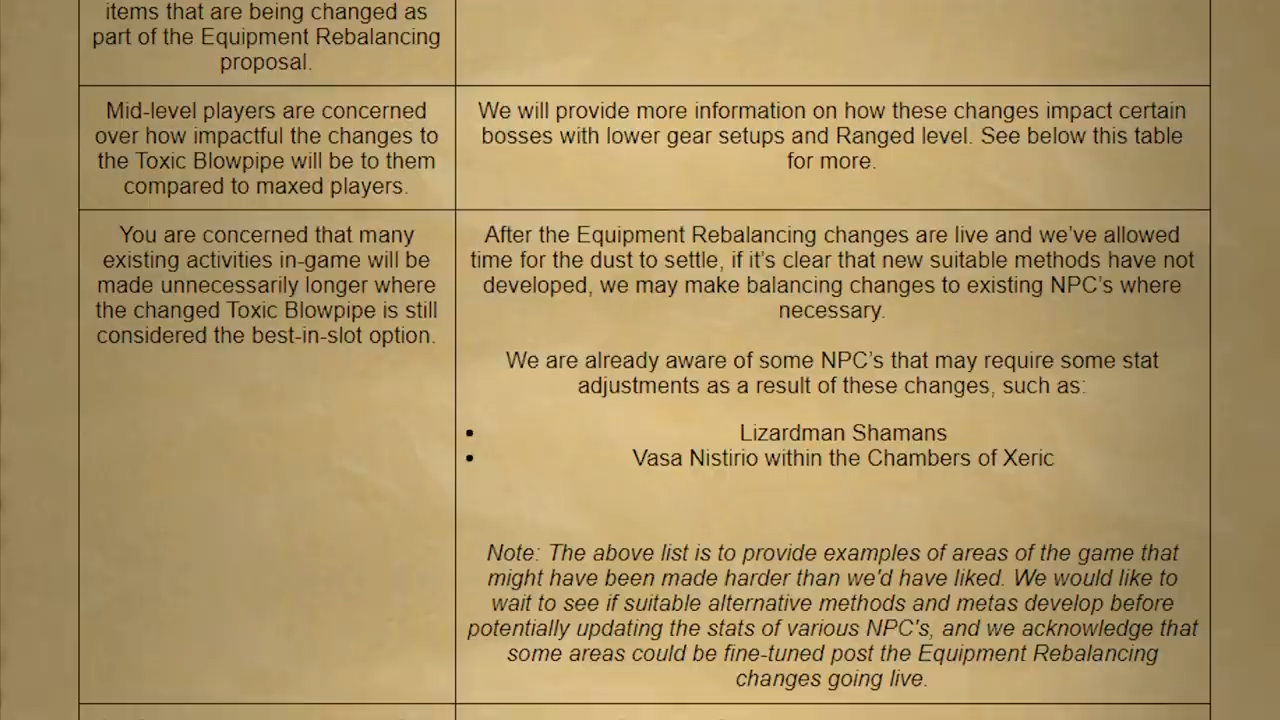 items that are being changed as
part of the Equipment Rebalancing
proposal.
Mid-level players are concerned
over how impactful the changes to
the Toxic Blowpipe will be to them
compared to maxed players.
We will provide more information on how these changes impact certain
bosses with lower gear setups and Ranged level. See below this table
for more.
You are concerned that many
existing activities in-game will be
made unnecessarily longer where
the changed Toxic Blowpipe is still
considered the best-in-slot option.
After the Equipment Rebalancing changes are live and we've allowed
time for the dust to settle, if it's clear that new suitable methods have not
developed, we may make balancing changes to existing NPC's where
necessary.
We are already aware of some NPC's that may require some stat
adjustments as a result of these changes, such as:
• Lizardman Shamans
• Vasa Nistirio within the Chambers of Xeric
Note: The above list is to provide examples of areas of the game that
might have been made harder than we'd have liked. We would like to
wait to see if suitable alternative methods and metas develop before
potentially updating the stats of various NPC's, and we acknowledge that
some areas could be fine-tuned post the Equipment Rebalancing
changes going live.